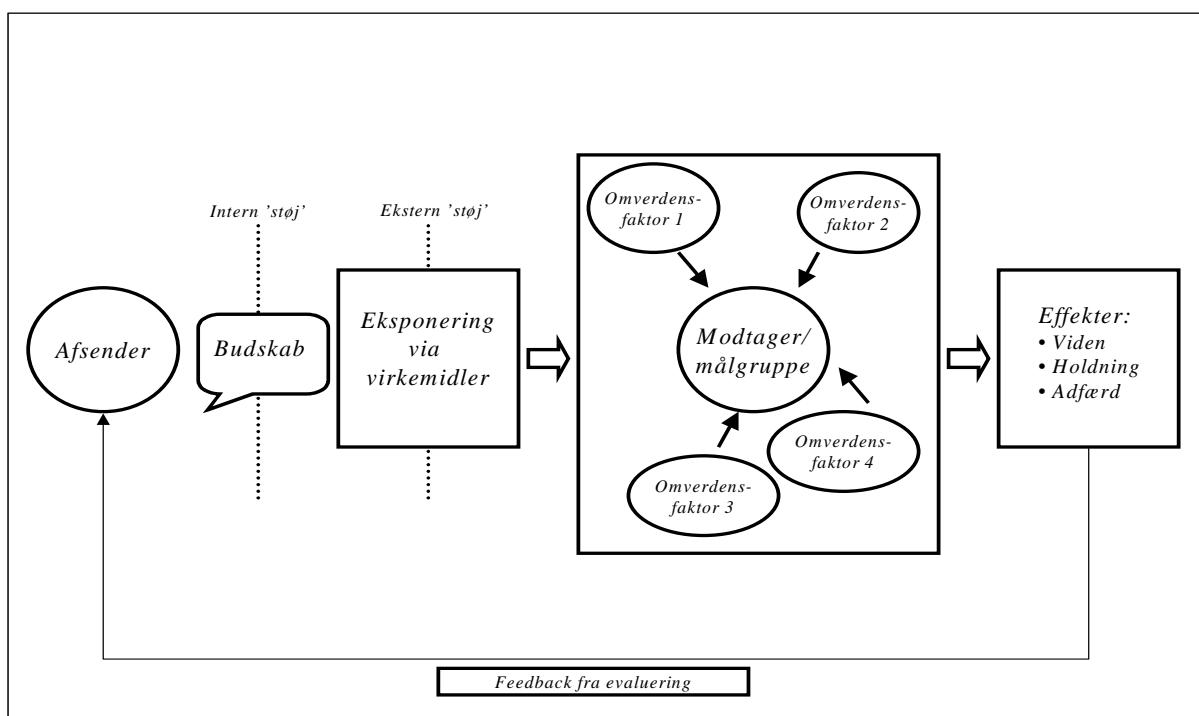 Intern 'støj'
Ekstern 'støj'
Afsender
Budskab
Eksponering
via
virkemidler
Omverdens-
faktor 1
Omverdens-
faktor 2
Modtager/
målgruppe
Omverdens-
faktor 3
Omverdens-
faktor 4
Effekter:
• Viden
• Holdning
• Adfærd
Feedback fra evaluering